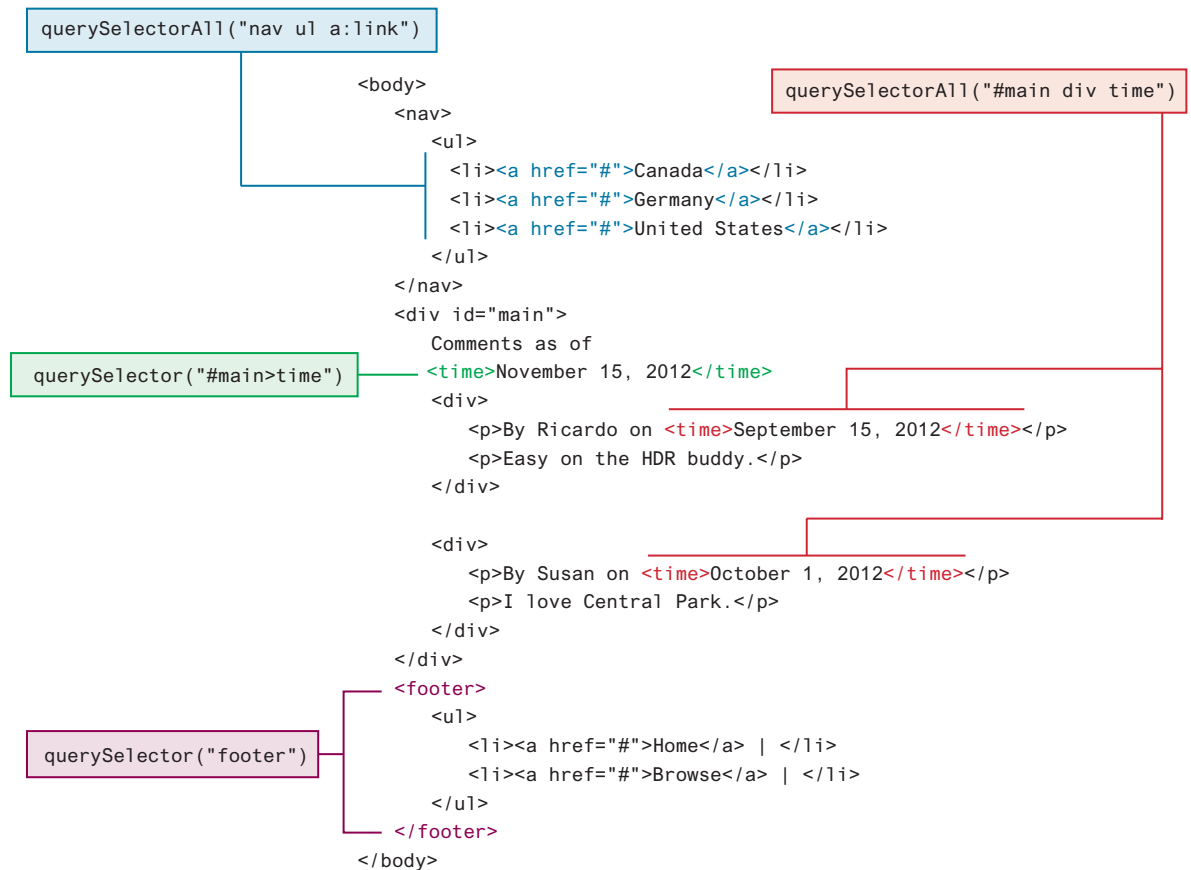 querySelectorAll("nav ul a:link")
<body>
querySelectorAll("#main div time")
<nav>
<ul>
<li><a href="#">Canada</a></li>
<li><a href="#">Germany</a></li>
<li><a href="#">United States</a></li>
</ul>
</nav>
<div id="main">
Comments as of
querySelector("#main>time")
<time>November 15, 2012</time>
<div>
<p>By Ricardo on <time>September 15, 2012</time></p>
<p>Easy on the HDR buddy.</p>
</div>
<div>
<p>By Susan on <time>October 1, 2012</time></p>
<p>I love Central Park.</p>
</div>
</div>
<footer>
<ul>
querySelector("footer")
<li><a href="#">Home</a> | </li>
<li><a href="#">Browse</a> | </li>
</ul>
</footer>
</body>